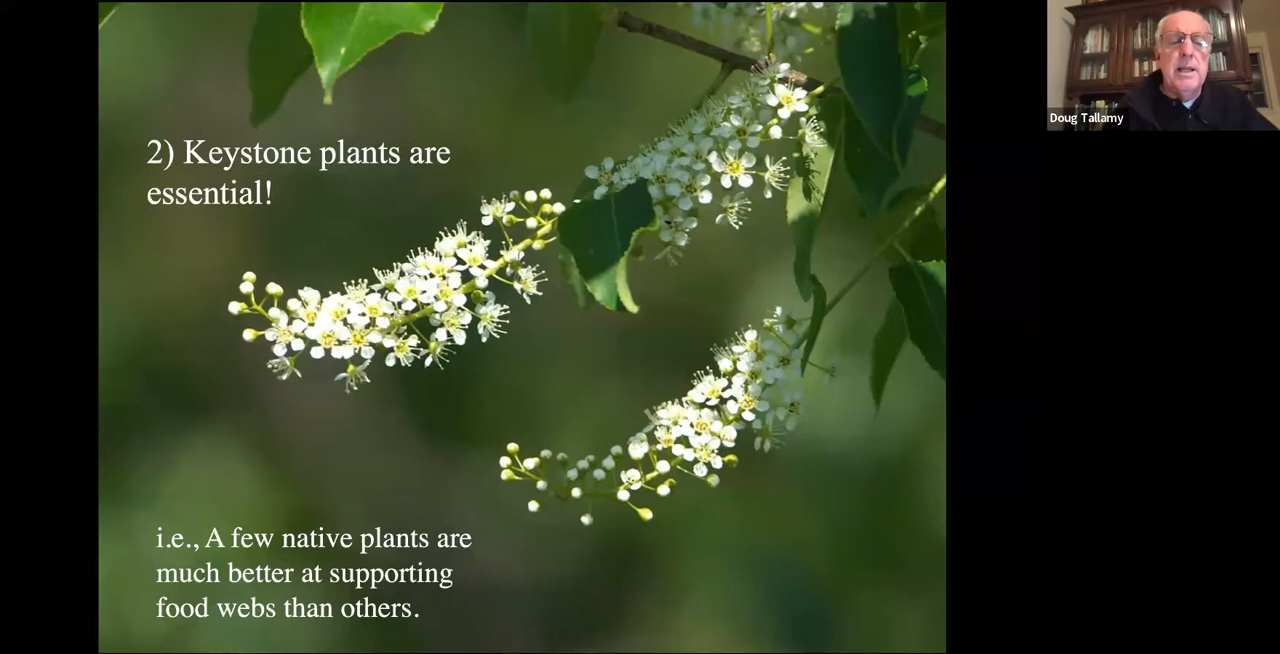 2) Keystone plants are
essential!
Doug Tallamy
i.e., A few native plants are
much better at supporting
food webs than others.